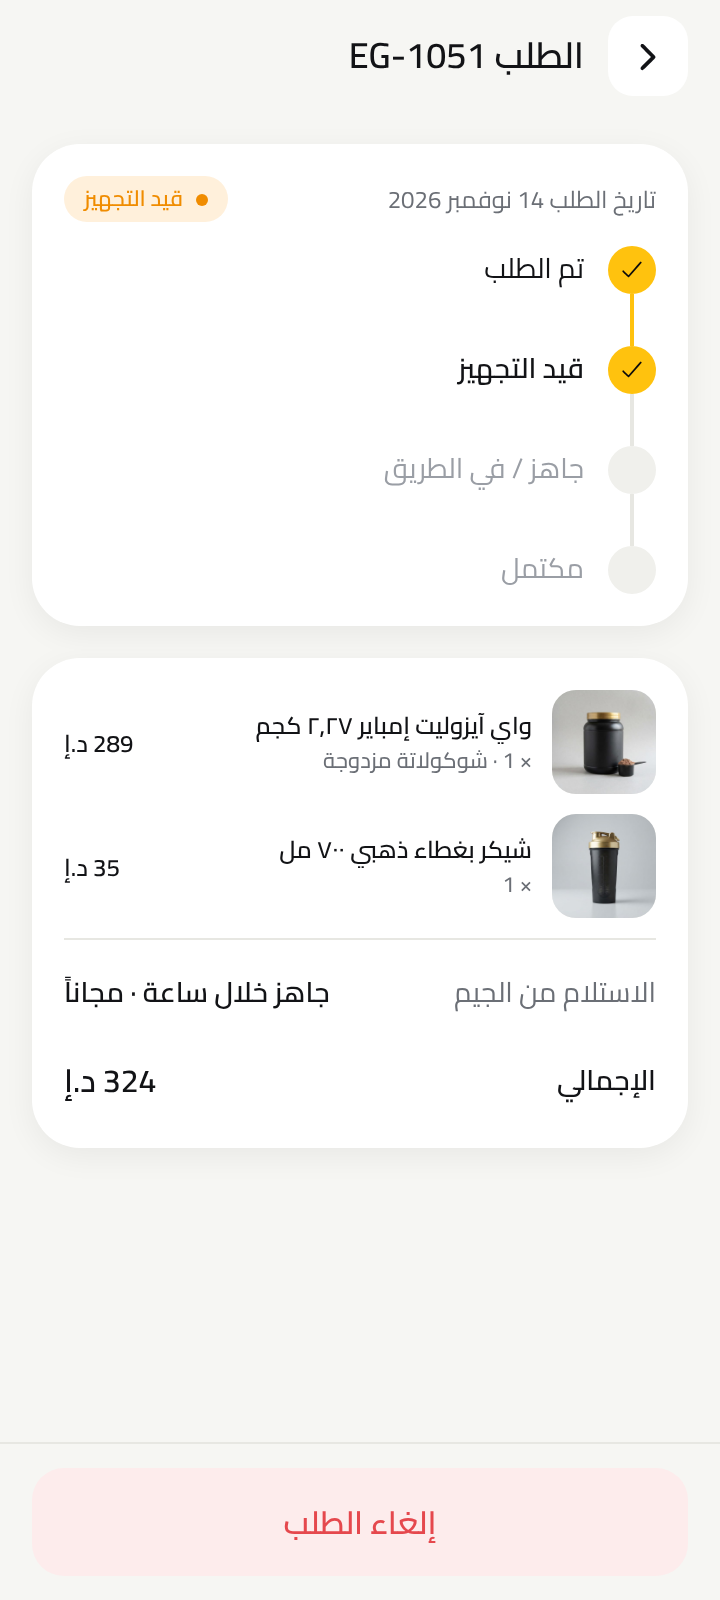 الطلب EG-1051
تاريخ الطلب 14 نوفمبر 2026
قيد التجهيز
تم الطلب
قيد التجهيز
جاهز / في الطريق
مكتمل
واي آيزوليت إمباير ٢,٢٧ كجم
× 1 · شوكولاتة مزدوجة
289 د.إ
شيكر بغطاء ذهبي ٧٠٠ مل
× 1
35 د.إ
الاستلام من الجيم
جاهز خلال ساعة · مجاناً
الإجمالي
324 د.إ
إلغاء الطلب